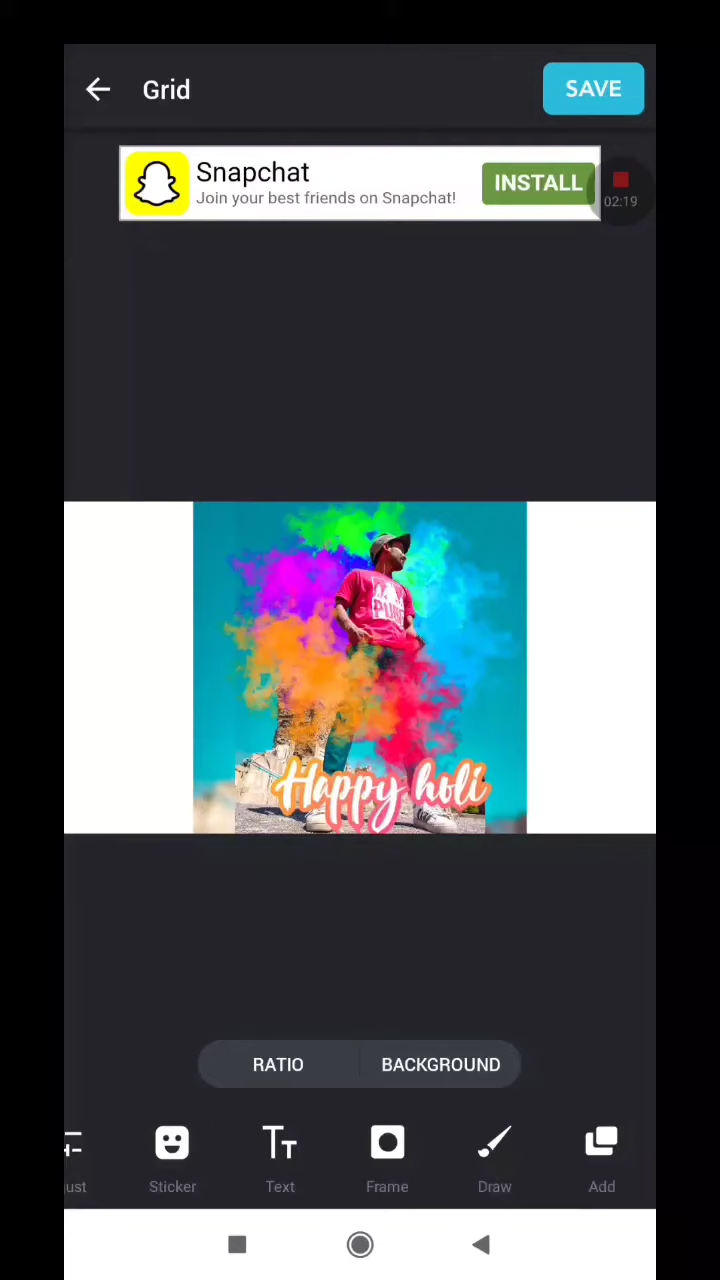 Grid
SAVE
Snapchat
Join your best friends on Snapchat!
INSTALL
02:19
Happy holi
RATIO
BACKGROUND
ust
Sticker
Text
Frame
Draw
Add